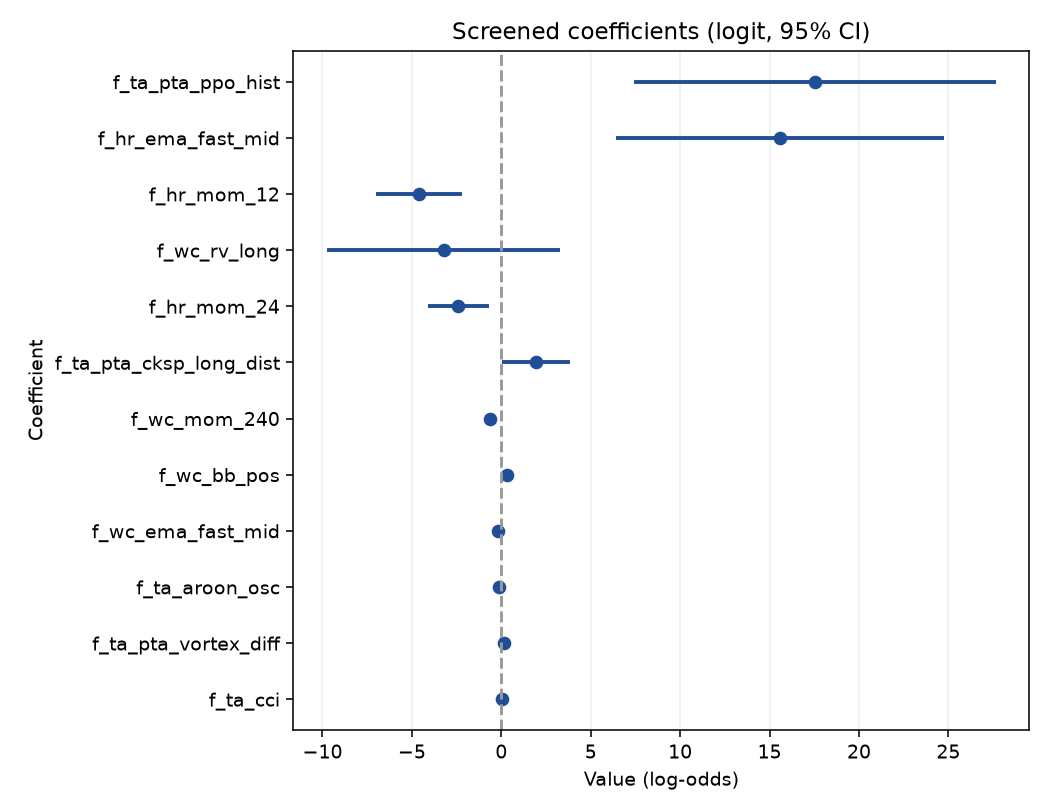 Screened coefficients (logit, 95% CI)
f_ta_pta_ppo_hist
f_hr_ema_fast_mid
f_hr_mom_12
f_wc_rv_long
f_hr_mom_24
f_ta_pta_cksp_long_dist
f_wc_mom_240
f_wc_bb_pos
f_wc_ema_fast_mid
f_ta_aroon_osc
f_ta_pta_vortex_diff
f_ta_cci
Coefficient
−10 −5 0 5 10 15 20 25
Value (log-odds)